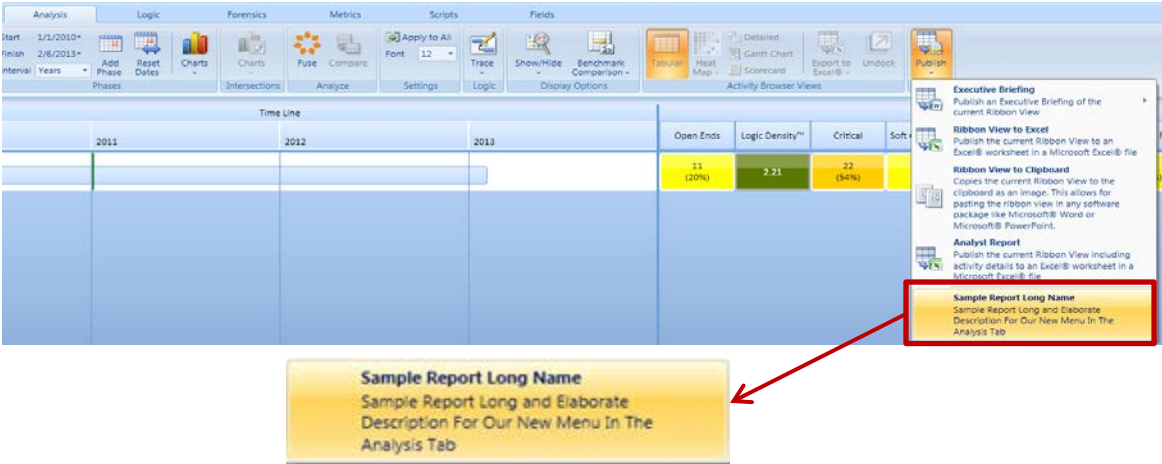 Analysis Logic Forensics Metrics Scripts Fields
Start 1/1/2010
Finish 2/6/2013
Interval Years
Add Phase
Reset Dates
Charts
Phases
Charts
Intersections
Fuse
Compare
Analyze
Apply to All
Font 12
Settings
Trace
Logic
Show/Hide
Benchmark Comparison
Display Options
Tabular
Heat Map
Detailed
Gantt Chart
Scorecard
Export to Excel®
Undock
Activity Browser Views
Publish
Time Line
2011 2012 2013
Open Ends Logic Density™ Critical Soft
11 (20%)
2.21
22 (54%)
Executive Briefing
Publish an Executive Briefing of the
current Ribbon View
Ribbon View to Excel
Publish the current Ribbon View to an
Excel® worksheet in a Microsoft Excel® file
Ribbon View to Clipboard
Copies the current Ribbon View to the
clipboard as an image. This allows for
pasting the ribbon view in any software
package like Microsoft® Word or
Microsoft® PowerPoint.
Analyst Report
Publish the current Ribbon View including
activity details to an Excel® worksheet in a
Microsoft Excel® file
Sample Report Long Name
Sample Report Long and Elaborate
Description For Our New Menu In The
Analysis Tab
Sample Report Long Name
Sample Report Long and Elaborate
Description For Our New Menu In The
Analysis Tab